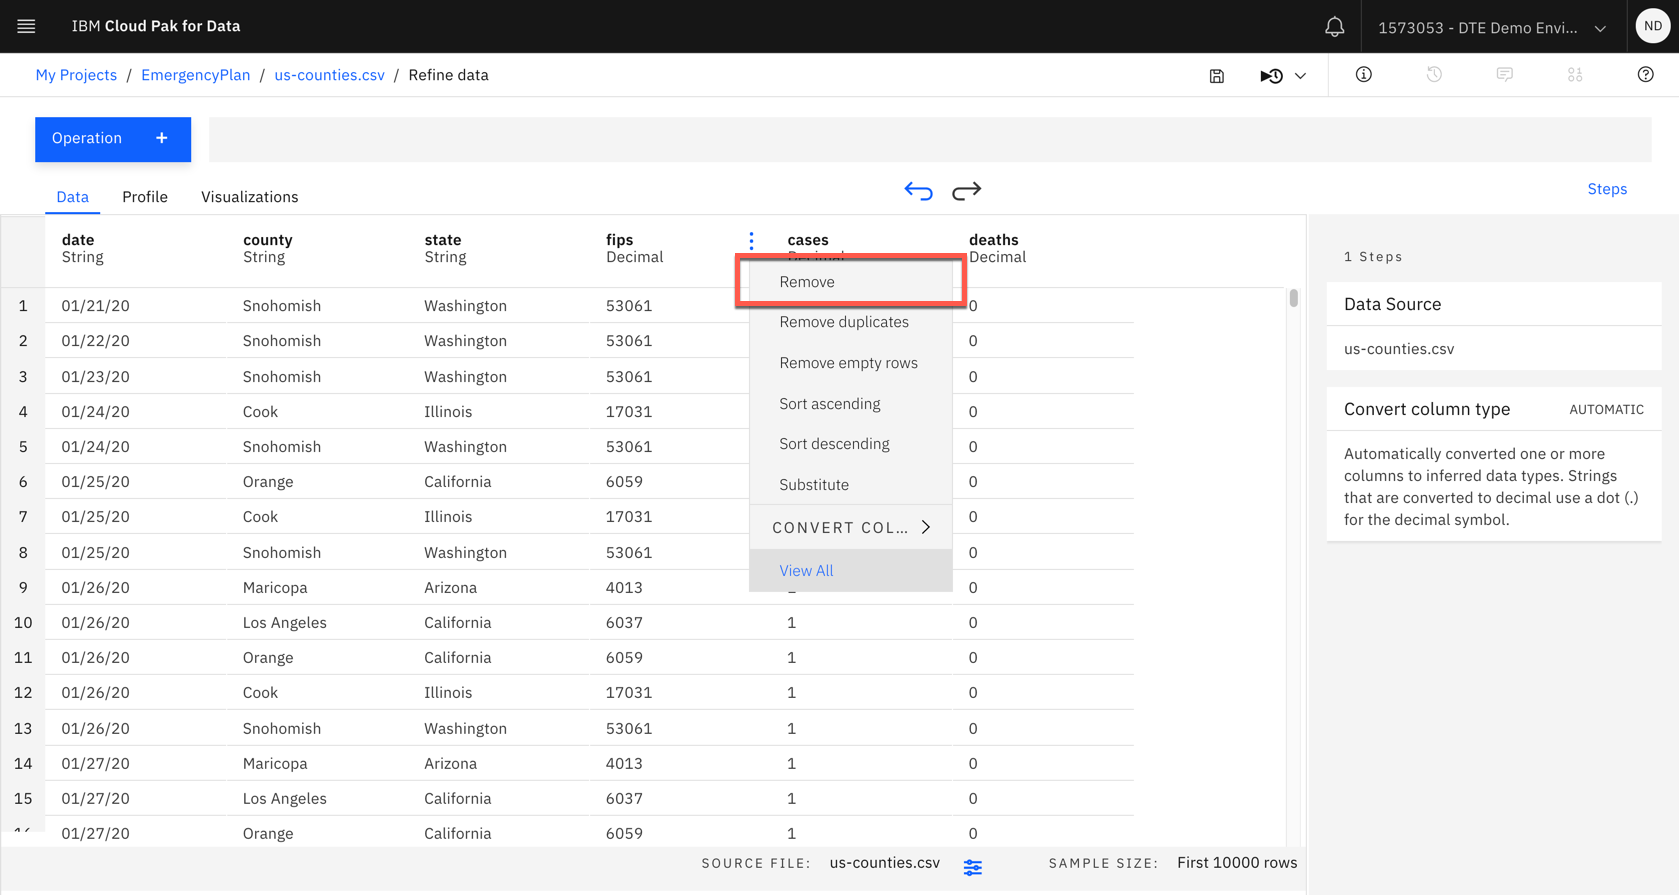 IBM Cloud Pak for Data
1573053 - DTE Demo Envi...
ND
My Projects / EmergencyPlan / us-counties.csv / Refine data
Operation +
Data Profile Visualizations
Steps
date county state fips cases deaths
String String String Decimal Decimal Decimal
1 01/21/20 Snohomish Washington 53061 0
2 01/22/20 Snohomish Washington 53061 0
3 01/23/20 Snohomish Washington 53061 0
4 01/24/20 Cook Illinois 17031 0
5 01/24/20 Snohomish Washington 53061 0
6 01/25/20 Orange California 6059 0
7 01/25/20 Cook Illinois 17031 0
8 01/25/20 Snohomish Washington 53061 0
9 01/26/20 Maricopa Arizona 4013 0
10 01/26/20 Los Angeles California 6037 1 0
11 01/26/20 Orange California 6059 1 0
12 01/26/20 Cook Illinois 17031 1 0
13 01/26/20 Snohomish Washington 53061 1 0
14 01/27/20 Maricopa Arizona 4013 1 0
15 01/27/20 Los Angeles California 6037 1 0
01/27/20 Orange California 6059 1 0
Remove
Remove duplicates
Remove empty rows
Sort ascending
Sort descending
Substitute
CONVERT COL...
View All
1 Steps
Data Source
us-counties.csv
Convert column type AUTOMATIC
Automatically converted one or more
columns to inferred data types. Strings
that are converted to decimal use a dot (.)
for the decimal symbol.
SOURCE FILE: us-counties.csv SAMPLE SIZE: First 10000 rows